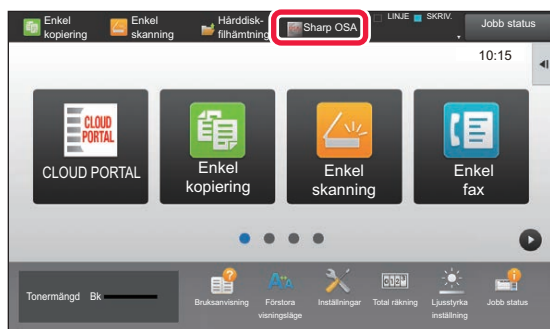 Enkel kopiering
Enkel skanning
Hårddisk-filhämtning
Sharp OSA
LINJE
SKRIV.
Jobb status
10:15
CLOUD PORTAL
CLOUD PORTAL
Enkel kopiering
Enkel skanning
Enkel fax
Tonermängd Bk
Bruksanvisning
Förstora visningsläge
Inställningar
Total räkning
Ljusstyrka inställning
Jobb status